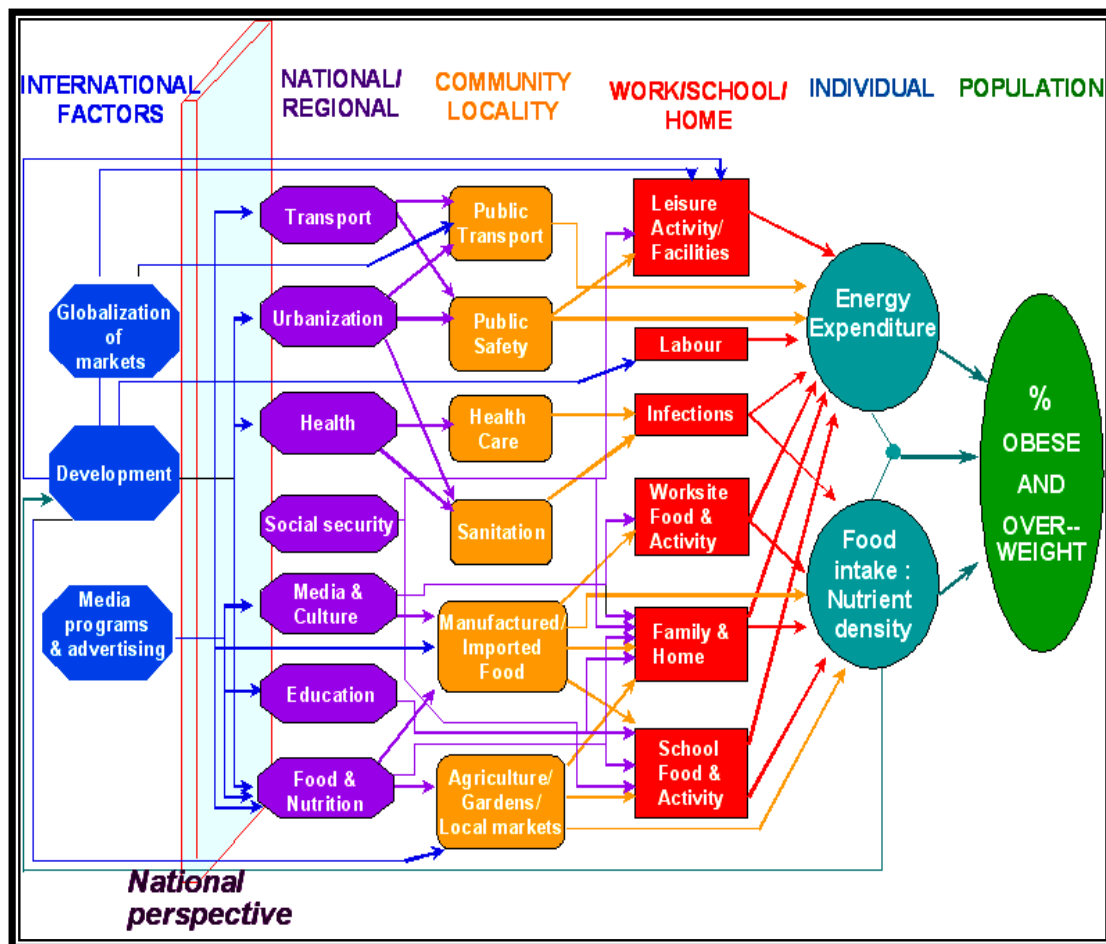 INTERNATIONAL
FACTORS
NATIONAL/
REGIONAL
COMMUNITY
LOCALITY
WORK/SCHOOL/
HOME
INDIVIDUAL
POPULATION
Globalization
of
markets
Development
Media
programs
& advertising
Transport
Urbanization
Health
Social security
Media &
Culture
Education
Food &
Nutrition
Public
Transport
Public
Safety
Health
Care
Sanitation
Manufactured/
Imported
Food
Agriculture/
Gardens/
Local markets
Leisure
Activity/
Facilities
Labour
Infections
Worksite
Food &
Activity
Family &
Home
School
Food &
Activity
Energy
Expenditure
Food
intake :
Nutrient
density
%
OBESE
AND
OVER--
WEIGHT
National
perspective